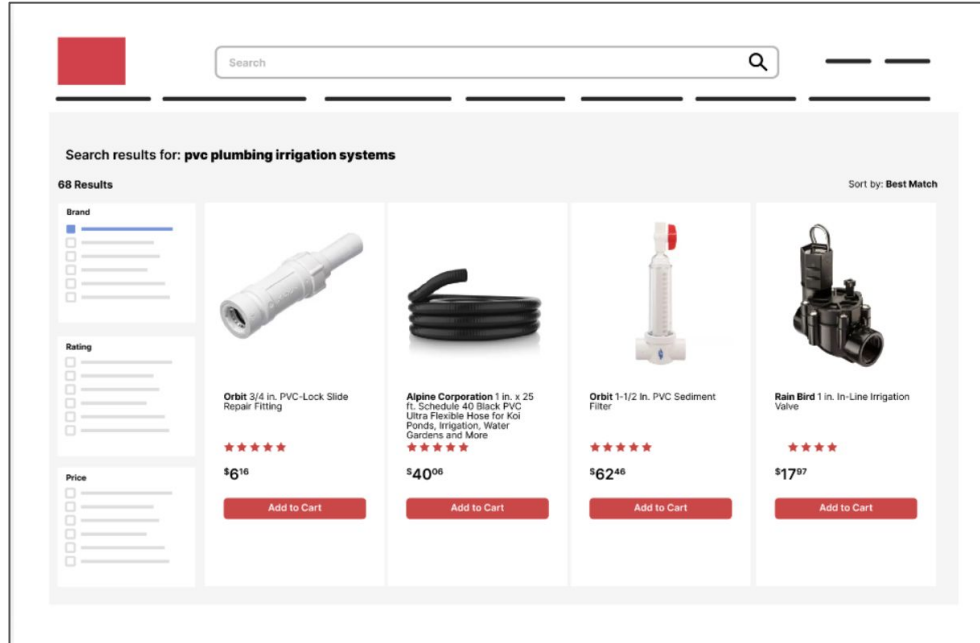 Search
Search results for: pvc plumbing irrigation systems
68 Results
Sort by: Best Match
Brand
Rating
Price
Orbit 3/4 in. PVC-Lock Slide
Repair Fitting
$616
Add to Cart
Alpine Corporation 1 in. x 25
ft. Schedule 40 Black PVC
Ultra Flexible Hose for Koi
Ponds, Irrigation, Water
Gardens and More
$4006
Add to Cart
Orbit 1-1/2 In. PVC Sediment
Filter
$6246
Add to Cart
Rain Bird 1 in. In-Line Irrigation
Valve
$1797
Add to Cart